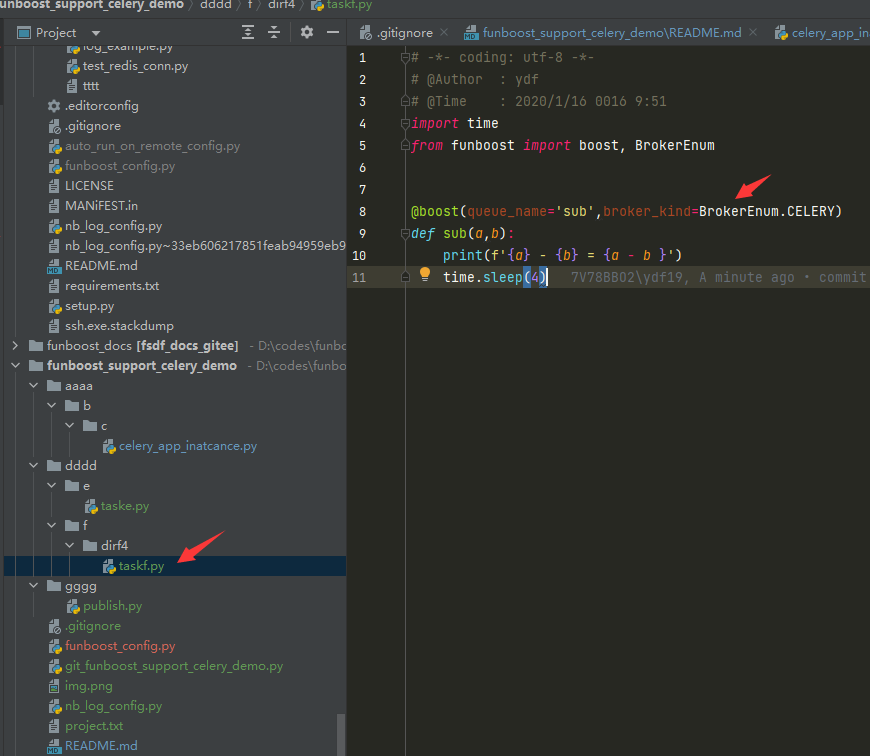 funboost_support_celery_demo › dddd › f › dirf4 › taskf.py
Project
.gitignore
funboost_support_celery_demo\README.md
celery_app_in
log_example.py
test_redis_conn.py
tttt
.editorconfig
.gitignore
auto_run_on_remote_config.py
funboost_config.py
LICENSE
MANiFEST.in
nb_log_config.py
nb_log_config.py~33eb606217851feab94959eb9
README.md
requirements.txt
setup.py
ssh.exe.stackdump
funboost_docs [fsdf_docs_gitee] - D:\codes\funbo
funboost_support_celery_demo - D:\codes\funbo
aaaa
b
c
celery_app_inatcance.py
dddd
e
taske.py
f
dirf4
taskf.py
gggg
publish.py
.gitignore
funboost_config.py
git_funboost_support_celery_demo.py
img.png
nb_log_config.py
project.txt
README.md
1 # -*- coding: utf-8 -*-
2 # @Author  : ydf
3 # @Time    : 2020/1/16 0016 9:51
4 import time
5 from funboost import boost, BrokerEnum
6
7
8 @boost(queue_name='sub',broker_kind=BrokerEnum.CELERY)
9 def sub(a,b):
10     print(f'{a} - {b} = {a - b }')
11     time.sleep(4) 7V78BBO2\ydf19, A minute ago • commit